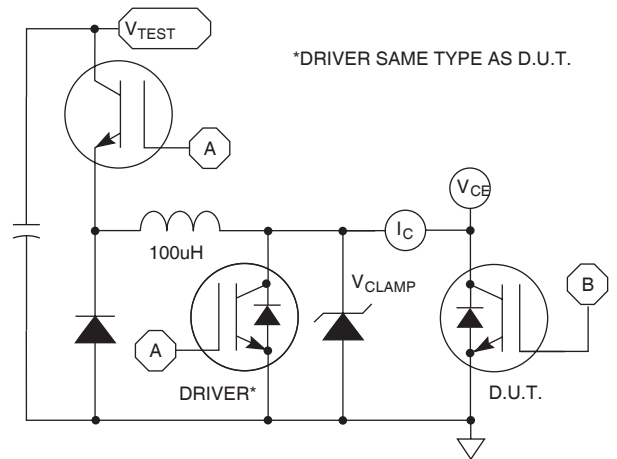 VTEST
*DRIVER SAME TYPE AS D.U.T.
A
VCE
IC
100uH
VCLAMP
B
A
DRIVER*
D.U.T.